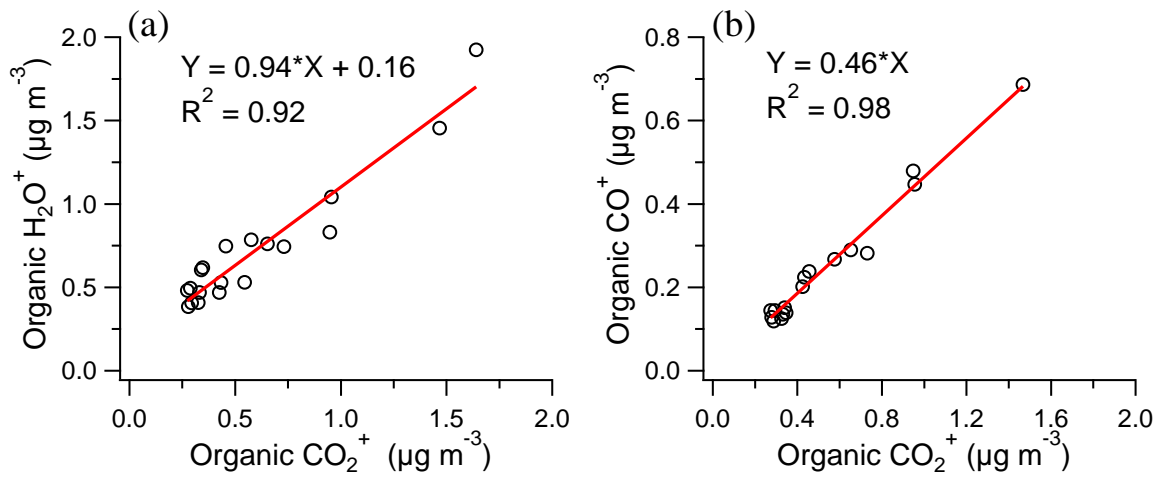 (a)
Y = 0.94*X + 0.16
R² = 0.92
Organic H₂O⁺ (µg m⁻³)
2.0
1.5
1.0
0.5
0.0
0.0 0.5 1.0 1.5 2.0
Organic CO₂⁺ (µg m⁻³)
(b)
Y = 0.46*X
R² = 0.98
Organic CO⁺ (µg m⁻³)
0.8
0.6
0.4
0.2
0.0
0.0 0.4 0.8 1.2 1.6 2.0
Organic CO₂⁺ (µg m⁻³)